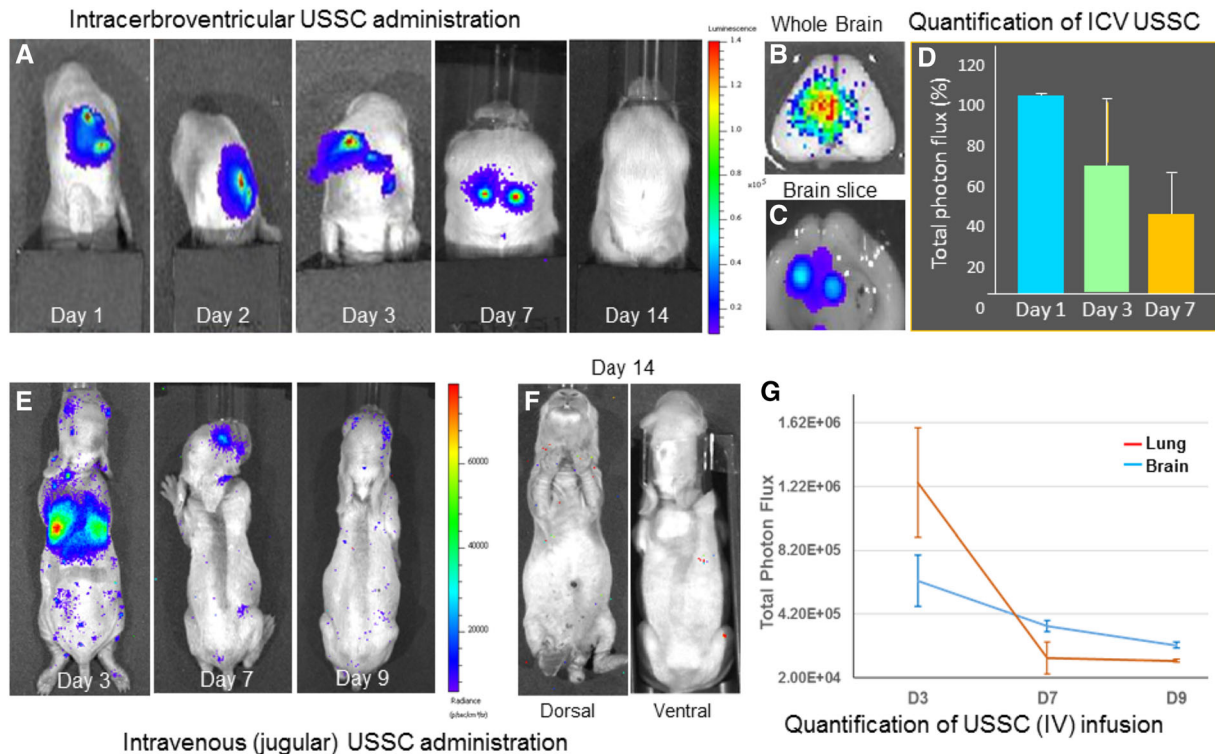 Intracerbroventricular USSC administration
Whole Brain
Quantification of ICV USSC
A
Day 1
Day 2
Day 3
Day 7
Day 14
Luminescence
1.4
1.2
1.0
0.8
x10⁵
0.6
0.4
0.2
B
Brain slice
C
D
Total photon flux (%)
120
100
80
60
40
20
0
Day 1
Day 3
Day 7
E
Day 3
Day 7
Day 9
60000
40000
20000
Radiance
Intravenous (jugular) USSC administration
Day 14
F
Dorsal
Ventral
G
Total Photon Flux
1.62E+06
1.22E+06
8.20E+05
4.20E+05
2.00E+04
Lung
Brain
D3
D7
D9
Quantification of USSC (IV) infusion